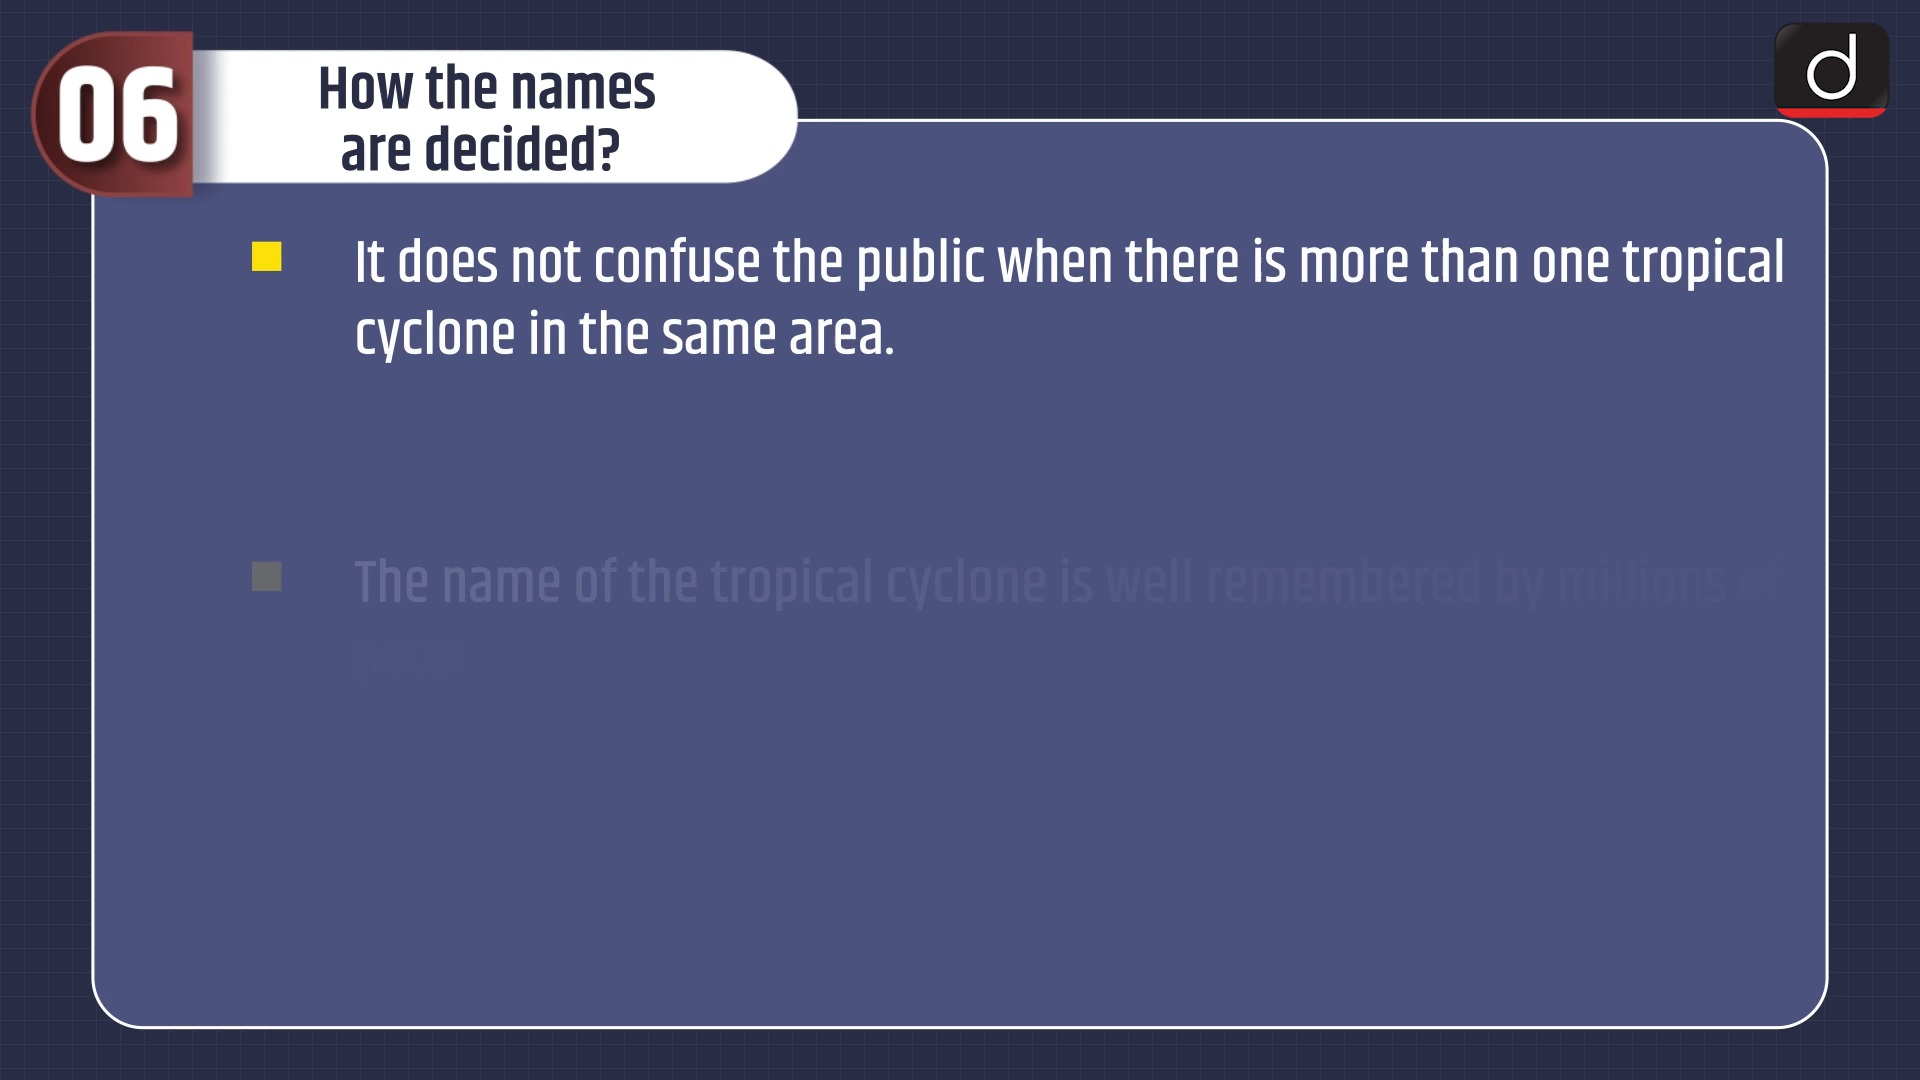 06
How the names
are decided?
It does not confuse the public when there is more than one tropical
cyclone in the same area.
The name of the tropical cyclone is well remembered by millions of